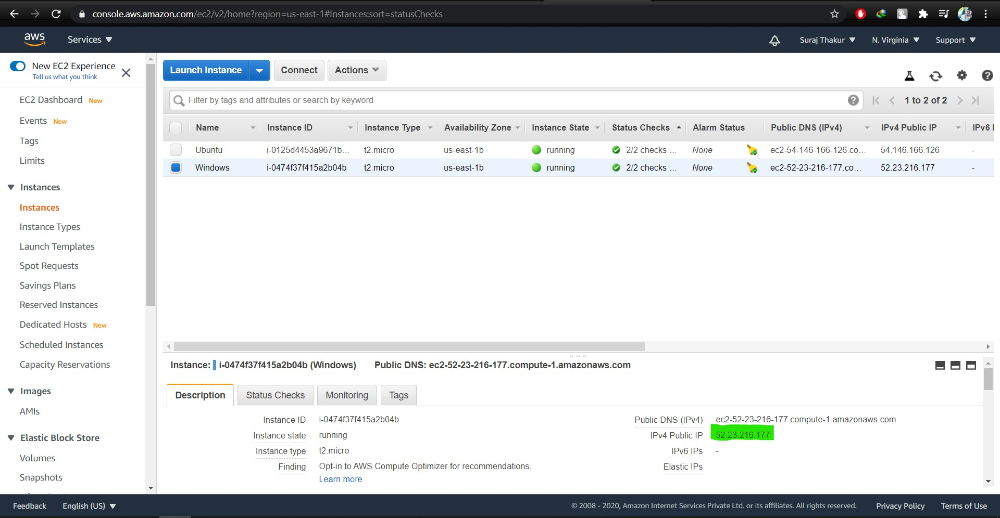 console.aws.amazon.com/ec2/v2/home?region=us-east-1#Instances:sort=statusChecks
aws Services Suraj Thakur N. Virginia Support
New EC2 Experience
Tell us what you think
EC2 Dashboard New
Events New
Tags
Limits
Instances
Instances
Instance Types
Launch Templates
Spot Requests
Savings Plans
Reserved Instances
Dedicated Hosts New
Scheduled Instances
Capacity Reservations
Images
AMIs
Elastic Block Store
Volumes
Snapshots
Launch Instance Connect Actions
Filter by tags and attributes or search by keyword 1 to 2 of 2
Name Instance ID Instance Type Availability Zone Instance State Status Checks Alarm Status Public DNS (IPv4) IPv4 Public IP IPv6
Ubuntu i-0125d4453a9671b... t2.micro us-east-1b running 2/2 checks ... None ec2-54-146-166-126.co... 54.146.166.126 -
Windows i-0474f37f415a2b04b t2.micro us-east-1b running 2/2 checks ... None ec2-52-23-216-177.co... 52.23.216.177 -
Instance: i-0474f37f415a2b04b (Windows) Public DNS: ec2-52-23-216-177.compute-1.amazonaws.com
Description Status Checks Monitoring Tags
Instance ID i-0474f37f415a2b04b Public DNS (IPv4) ec2-52-23-216-177.compute-1.amazonaws.com
Instance state running IPv4 Public IP 52.23.216.177
Instance type t2.micro IPv6 IPs -
Finding Opt-in to AWS Compute Optimizer for recommendations. Elastic IPs
Learn more
Feedback English (US) © 2008 - 2020, Amazon Internet Services Private Ltd. or its affiliates. All rights reserved. Privacy Policy Terms of Use